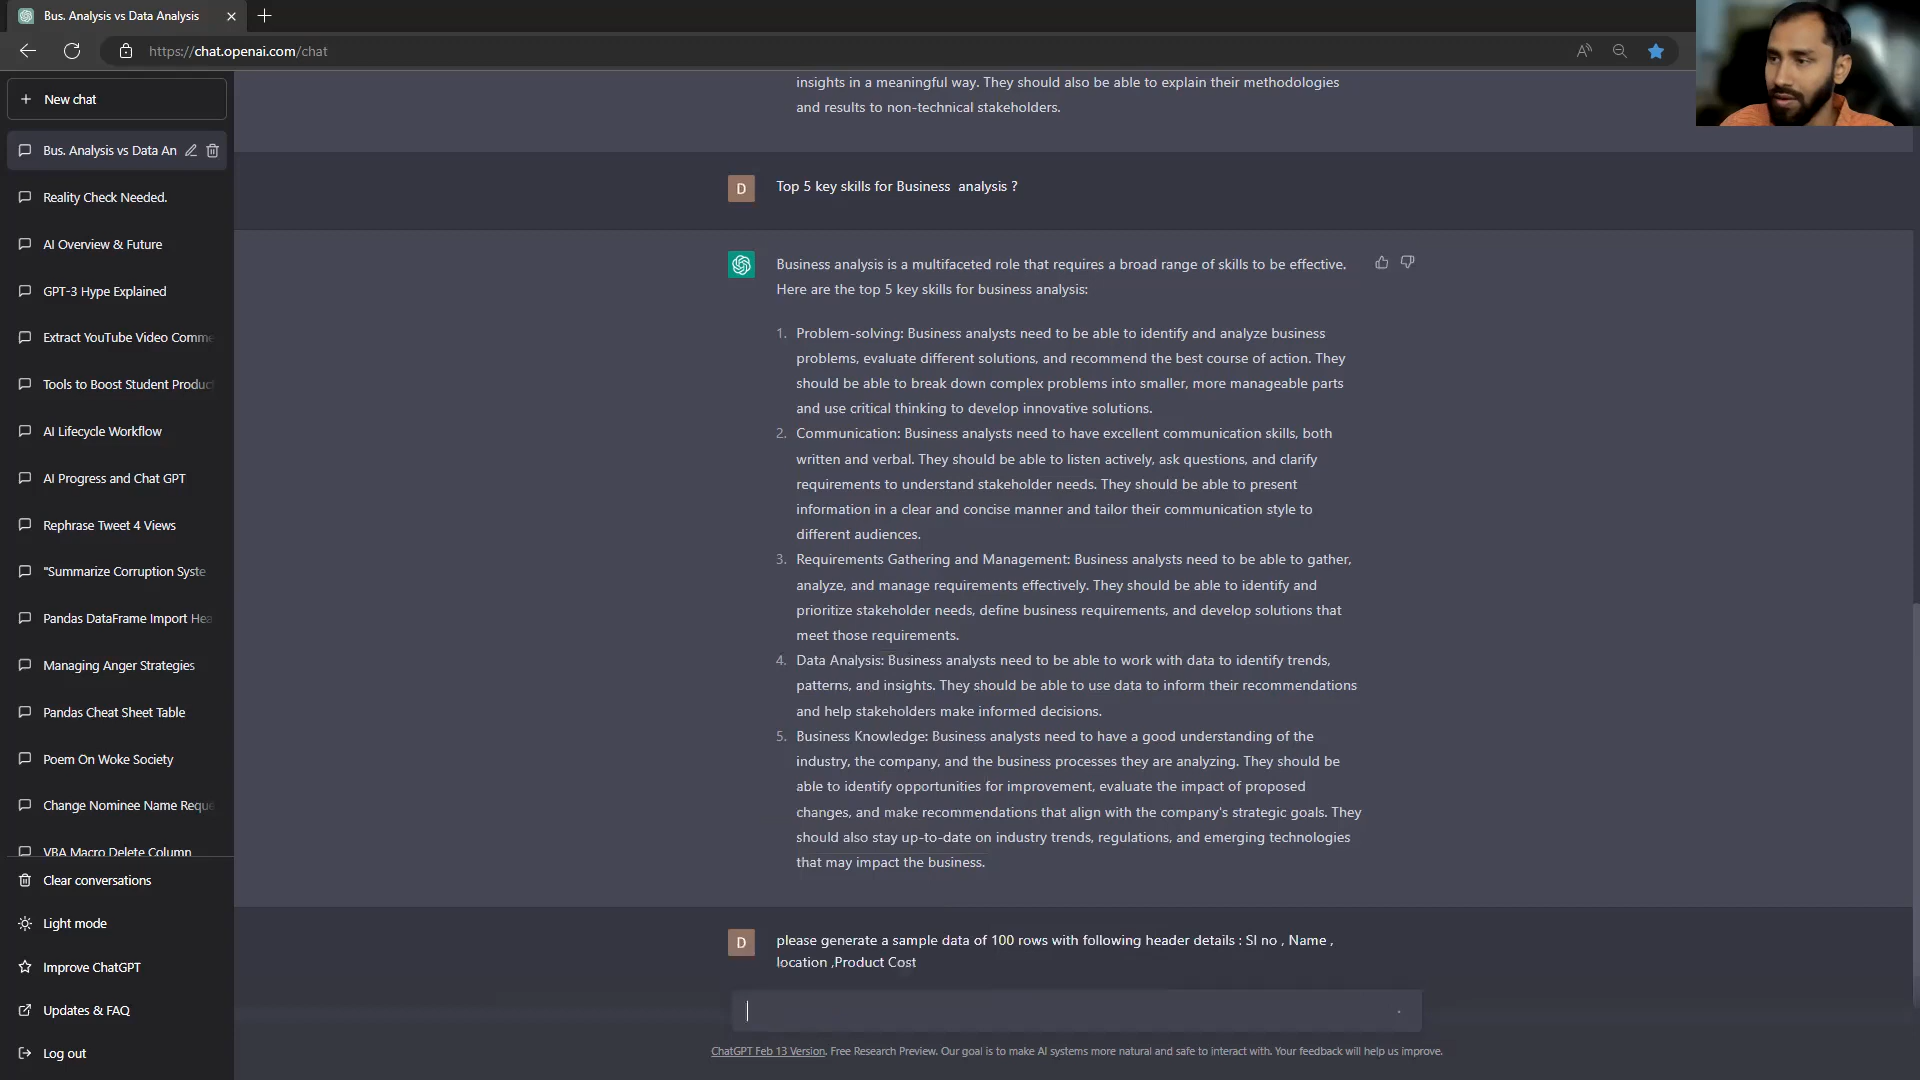 Bus. Analysis vs Data Analysis
https://chat.openai.com/chat
New chat
Bus. Analysis vs Data An
Reality Check Needed.
AI Overview & Future
GPT-3 Hype Explained
Extract YouTube Video Comme
Tools to Boost Student Produc
AI Lifecycle Workflow
AI Progress and Chat GPT
Rephrase Tweet 4 Views
"Summarize Corruption Syste
Pandas DataFrame Import Hea
Managing Anger Strategies
Pandas Cheat Sheet Table
Poem On Woke Society
Change Nominee Name Reque
VBA Macro Delete Column
Clear conversations
Light mode
Improve ChatGPT
Updates & FAQ
Log out
insights in a meaningful way. They should also be able to explain their methodologies
and results to non-technical stakeholders.
D
Top 5 key skills for Business  analysis ?
Business analysis is a multifaceted role that requires a broad range of skills to be effective.
Here are the top 5 key skills for business analysis:
1. Problem-solving: Business analysts need to be able to identify and analyze business
problems, evaluate different solutions, and recommend the best course of action. They
should be able to break down complex problems into smaller, more manageable parts
and use critical thinking to develop innovative solutions.
2. Communication: Business analysts need to have excellent communication skills, both
written and verbal. They should be able to listen actively, ask questions, and clarify
requirements to understand stakeholder needs. They should be able to present
information in a clear and concise manner and tailor their communication style to
different audiences.
3. Requirements Gathering and Management: Business analysts need to be able to gather,
analyze, and manage requirements effectively. They should be able to identify and
prioritize stakeholder needs, define business requirements, and develop solutions that
meet those requirements.
4. Data Analysis: Business analysts need to be able to work with data to identify trends,
patterns, and insights. They should be able to use data to inform their recommendations
and help stakeholders make informed decisions.
5. Business Knowledge: Business analysts need to have a good understanding of the
industry, the company, and the business processes they are analyzing. They should be
able to identify opportunities for improvement, evaluate the impact of proposed
changes, and make recommendations that align with the company's strategic goals. They
should also stay up-to-date on industry trends, regulations, and emerging technologies
that may impact the business.
D
please generate a sample data of 100 rows with following header details : Sl no , Name ,
location ,Product Cost
ChatGPT Feb 13 Version. Free Research Preview. Our goal is to make AI systems more natural and safe to interact with. Your feedback will help us improve.